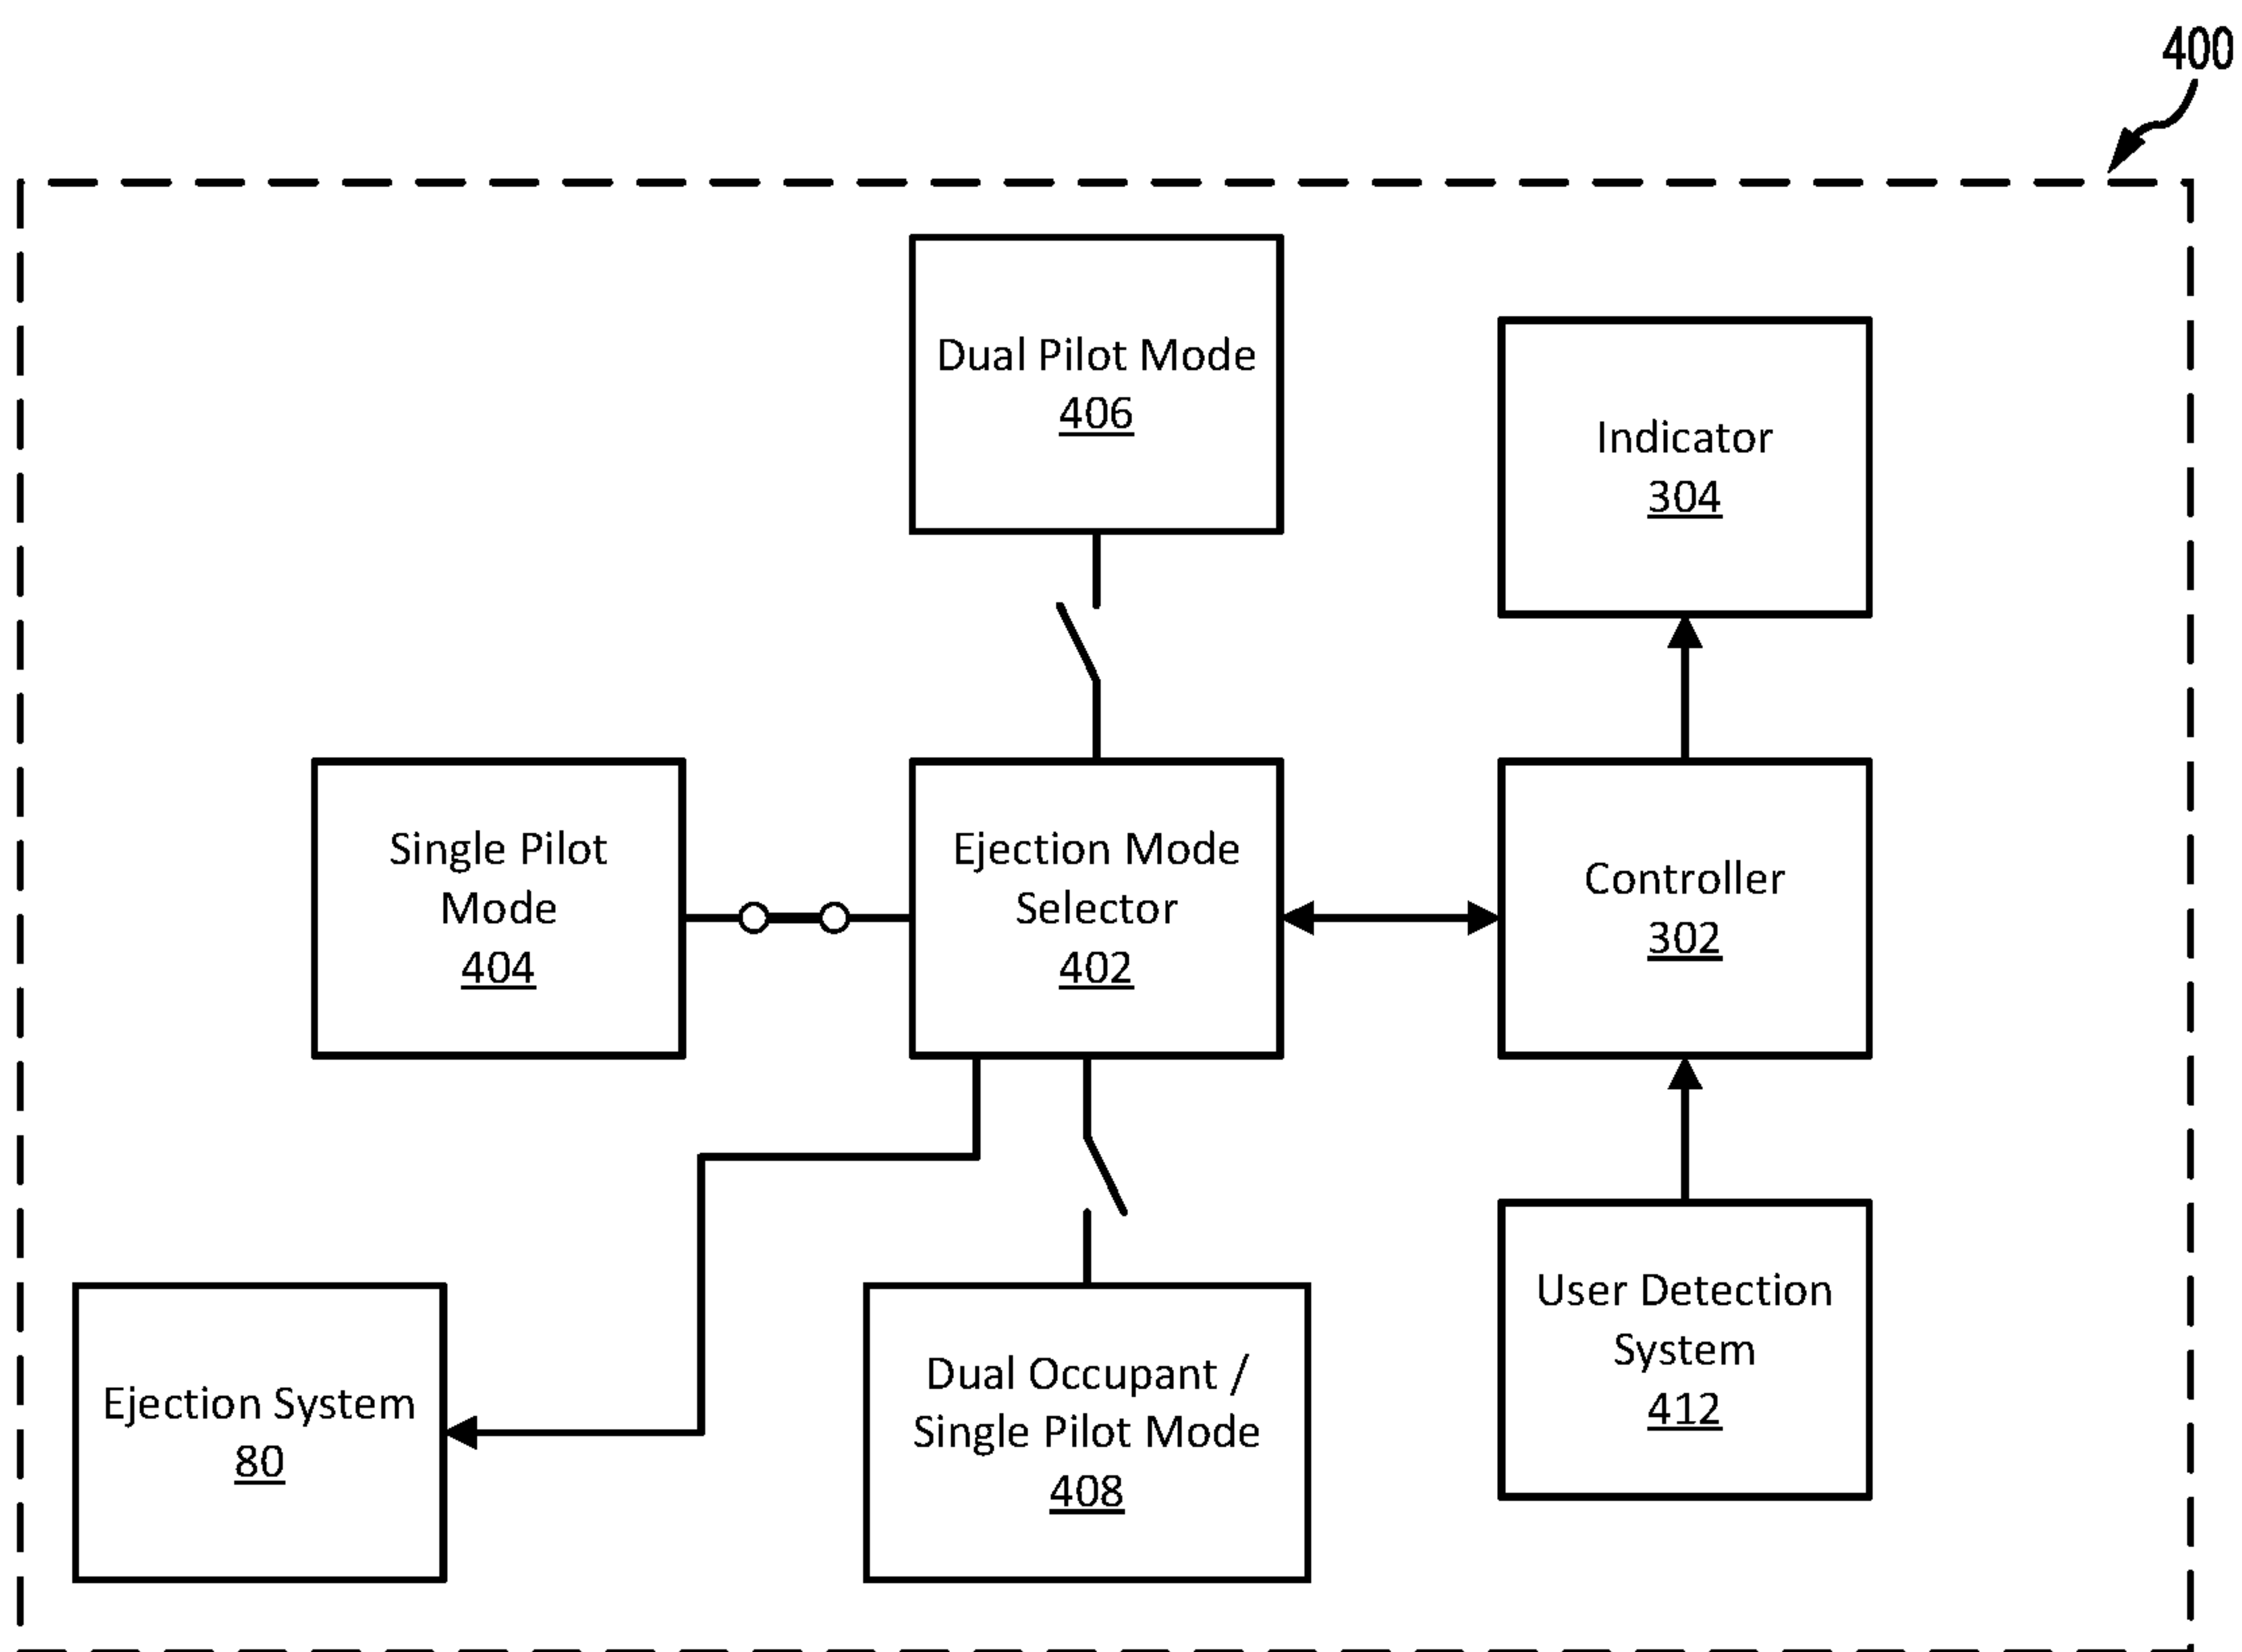 400
Dual Pilot Mode
406
Indicator
304
Single Pilot
Mode
404
Ejection Mode
Selector
402
Controller
302
Ejection System
80
Dual Occupant /
Single Pilot Mode
408
User Detection
System
412